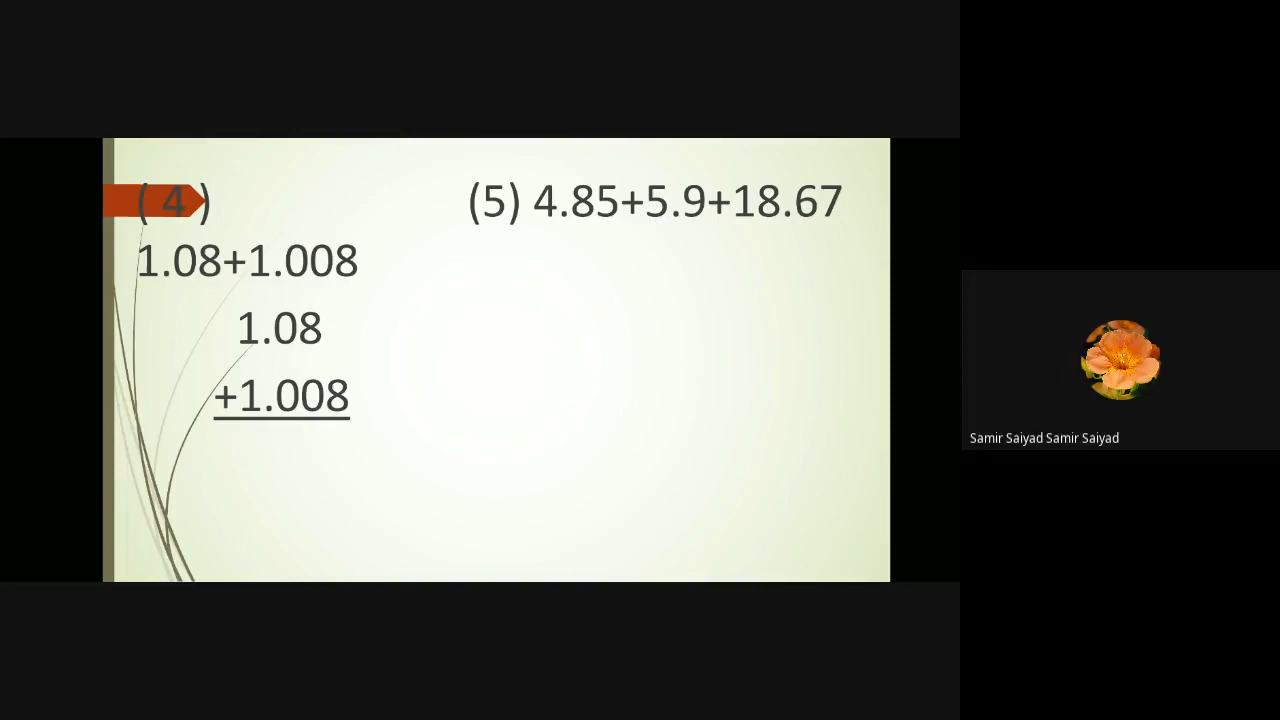 ( 4 )
1.08+1.008
1.08
+1.008
(5) 4.85+5.9+18.67
Samir Saiyad Samir Saiyad